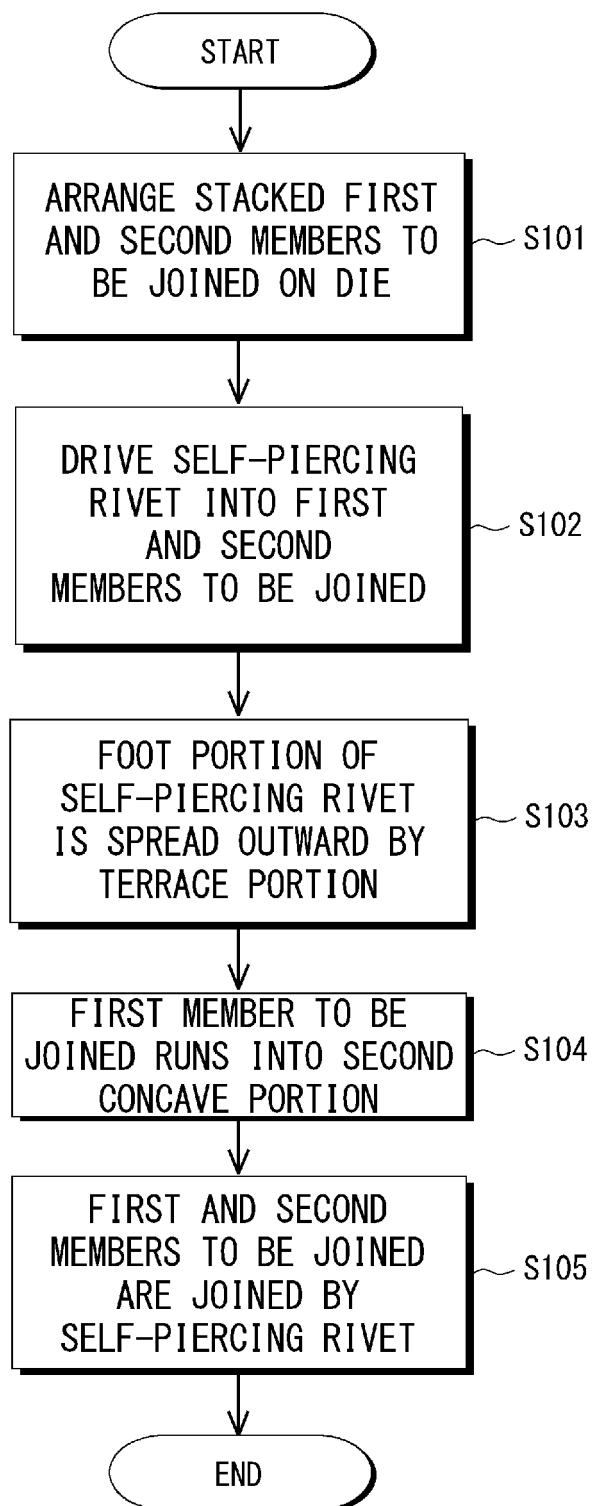 START
ARRANGE STACKED FIRST
AND SECOND MEMBERS TO
BE JOINED ON DIE
S101
DRIVE SELF-PIERCING
RIVET INTO FIRST
AND SECOND
MEMBERS TO BE JOINED
S102
FOOT PORTION OF
SELF-PIERCING RIVET
IS SPREAD OUTWARD BY
TERRACE PORTION
S103
FIRST MEMBER TO BE
JOINED RUNS INTO SECOND
CONCAVE PORTION
S104
FIRST AND SECOND
MEMBERS TO BE JOINED
ARE JOINED BY
SELF-PIERCING RIVET
S105
END